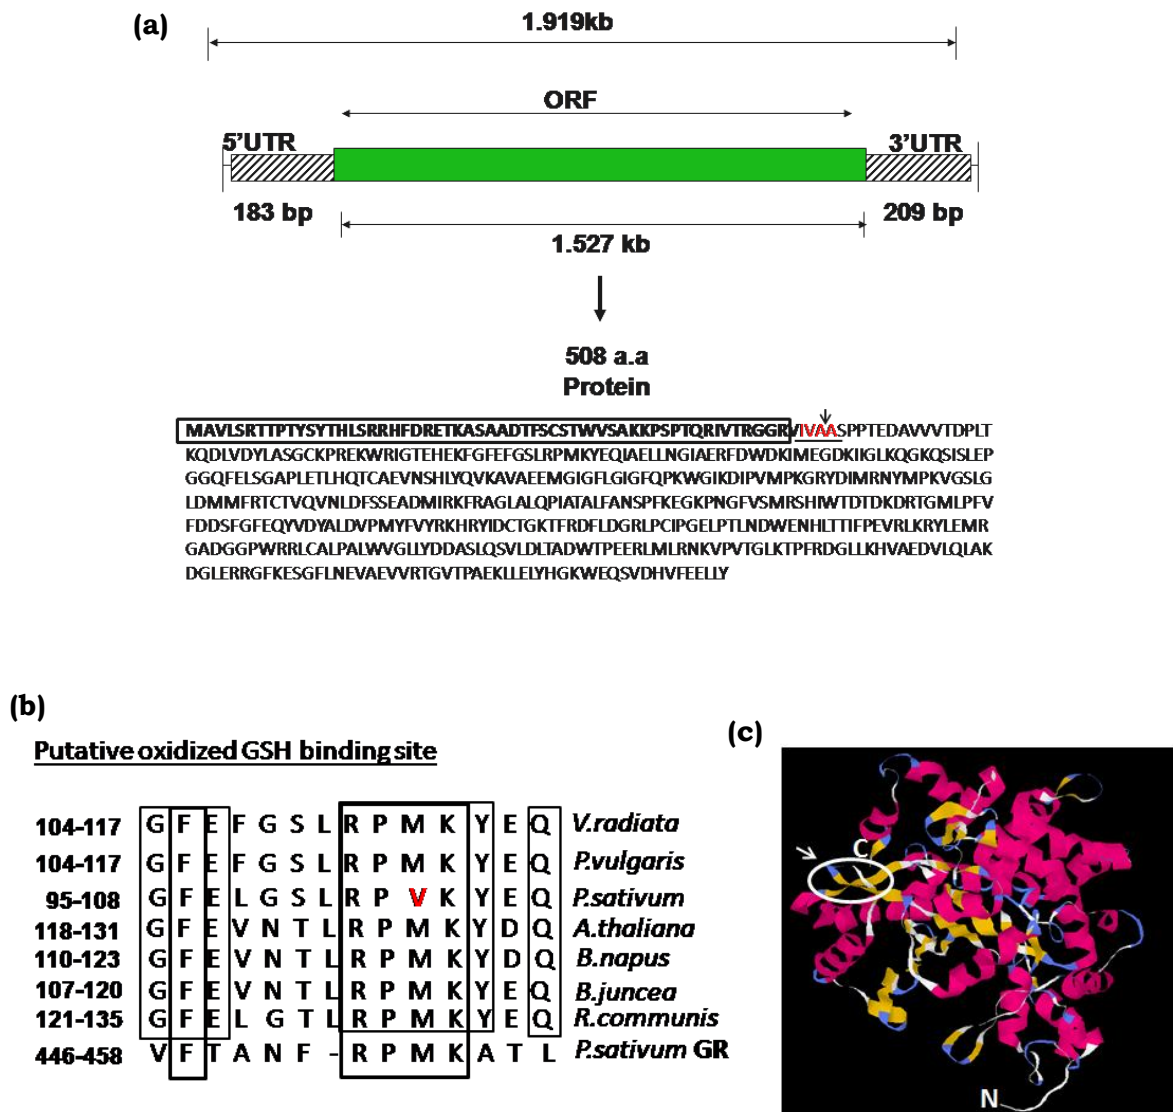 (a)
1.919kb
ORF
5'UTR
3'UTR
183 bp
209 bp
1.527 kb
508 a.a
Protein
MAVLSRTTPTYSYTHLSRRHFDRETKASAADTFSCSTWVSAKKPSPTQRIVTRGGRVIVAASPPTEDAVVVTDPLT
KQDLVDYLASGCKPREKWRIGTEHEKFGFEFGSLRPMKYEQIAELLNGIAERFDWDKIMEGDKIIGLKQGKQSISLEP
GGQFELSGAPLETLHQTCAEVNSHLYQVKAVAEEMGIGFLGIGFQPKWGIKDIPVMPKGRYDIMRNYMPKVGSLG
LDMMFRTCTVQVNLDFSSEADMIRKFRAGLALQPIATALFANSPFKEGKPNGFVSMRSHIWTDTDKDRTGMLPFV
FDDSFGFEQYVDYALDVPMYFVYRKHRYIDCTGKTFRDFLDGRLPCIPGELPTLNDWENHLTTIFPEVRLKRYLEMR
GADGGPWRRLCALPALWVGLLYDDASLQSVLDLTADWTPEERLMLRNKVPVTGLKTPFRDGLLKHVAEDVLQLAK
DGLERRGFKESGFLNEVAEVVRTGVTPAEKLLELYHGKWEQSVDHVFEELLY
(b)
Putative oxidized GSH binding site
104-117 G F E F G S L R P M K Y E Q V.radiata
104-117 G F E F G S L R P M K Y E Q P.vulgaris
95-108 G F E L G S L R P V K Y E Q P.sativum
118-131 G F E V N T L R P M K Y D Q A.thaliana
110-123 G F E V N T L R P M K Y D Q B.napus
107-120 G F E V N T L R P M K Y E Q B.juncea
121-135 G F E L G T L R P M K Y E Q R.communis
446-458 V F T A N F - R P M K A T L P.sativum GR
(c)
C
N